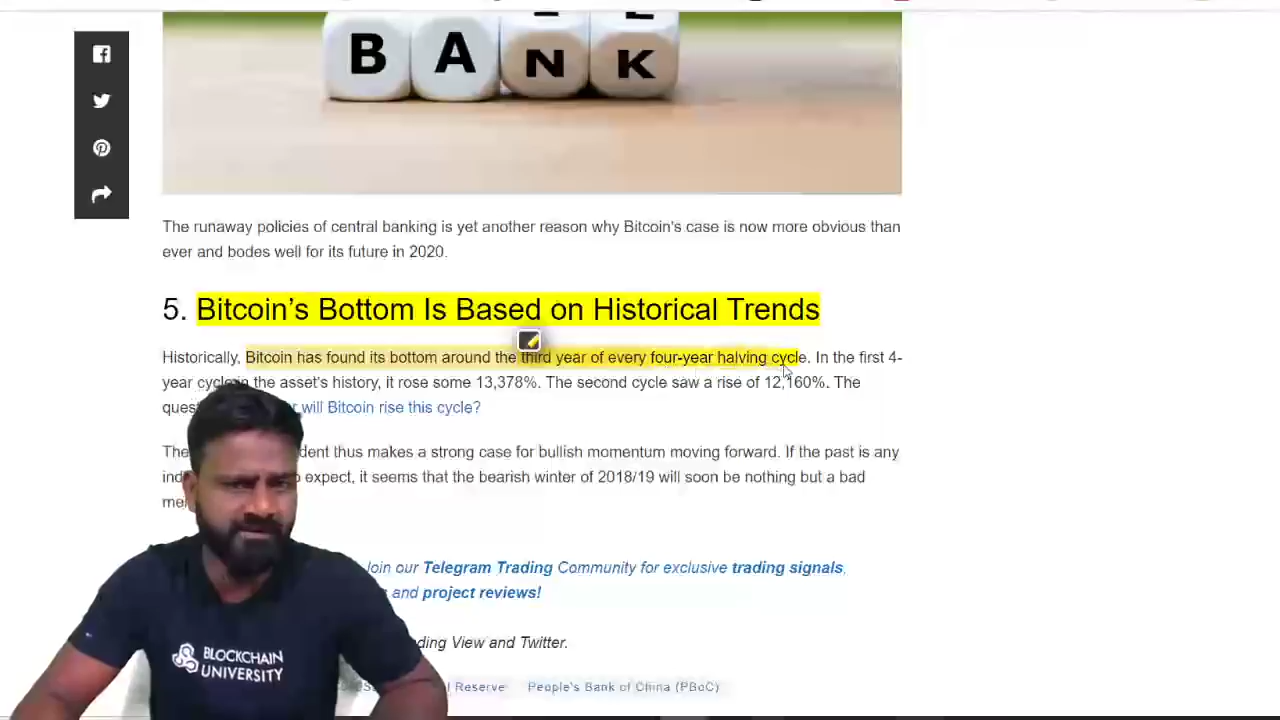 BANK
The runaway policies of central banking is yet another reason why Bitcoin's case is now more obvious than
ever and bodes well for its future in 2020.
5. Bitcoin’s Bottom Is Based on Historical Trends
Historically, Bitcoin has found its bottom around the third year of every four-year halving cycle. In the first 4-
year cycle in the asset's history, it rose some 13,378%. The second cycle saw a rise of 12,160%. The
will Bitcoin rise this cycle?
thus makes a strong case for bullish momentum moving forward. If the past is any
expect, it seems that the bearish winter of 2018/19 will soon be nothing but a bad
Join our Telegram Trading Community for exclusive trading signals,
and project reviews!
View and Twitter.
Reserve People's Bank of China (PBoC)
BLOCKCHAIN
UNIVERSITY